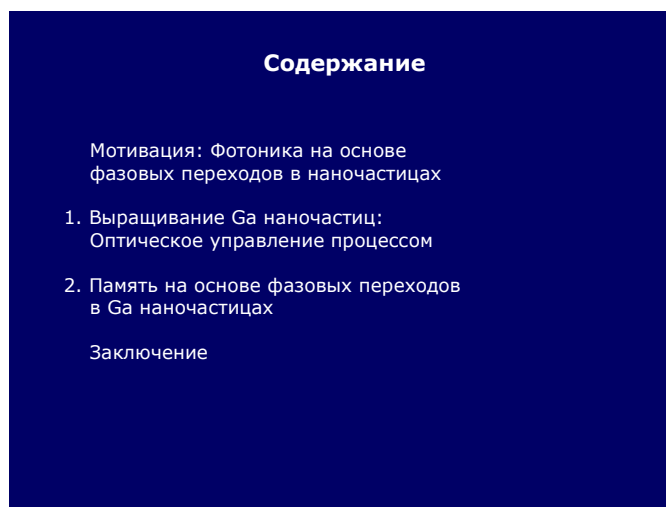 Содержание
Мотивация: Фотоника на основе
фазовых переходов в наночастицах
1. Выращивание Ga наночастиц:
Оптическое управление процессом
2. Память на основе фазовых переходов
в Ga наночастицах
Заключение